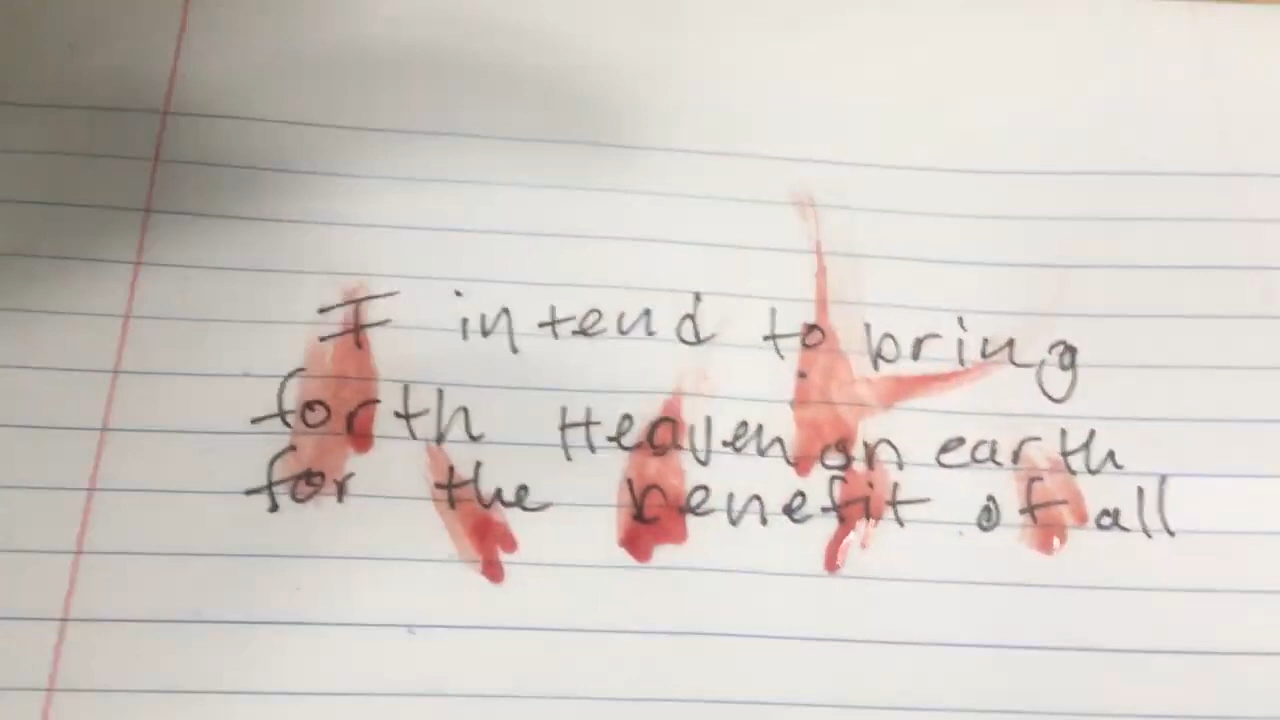 I intend to bring
forth Heaven on earth
for the benefit of all